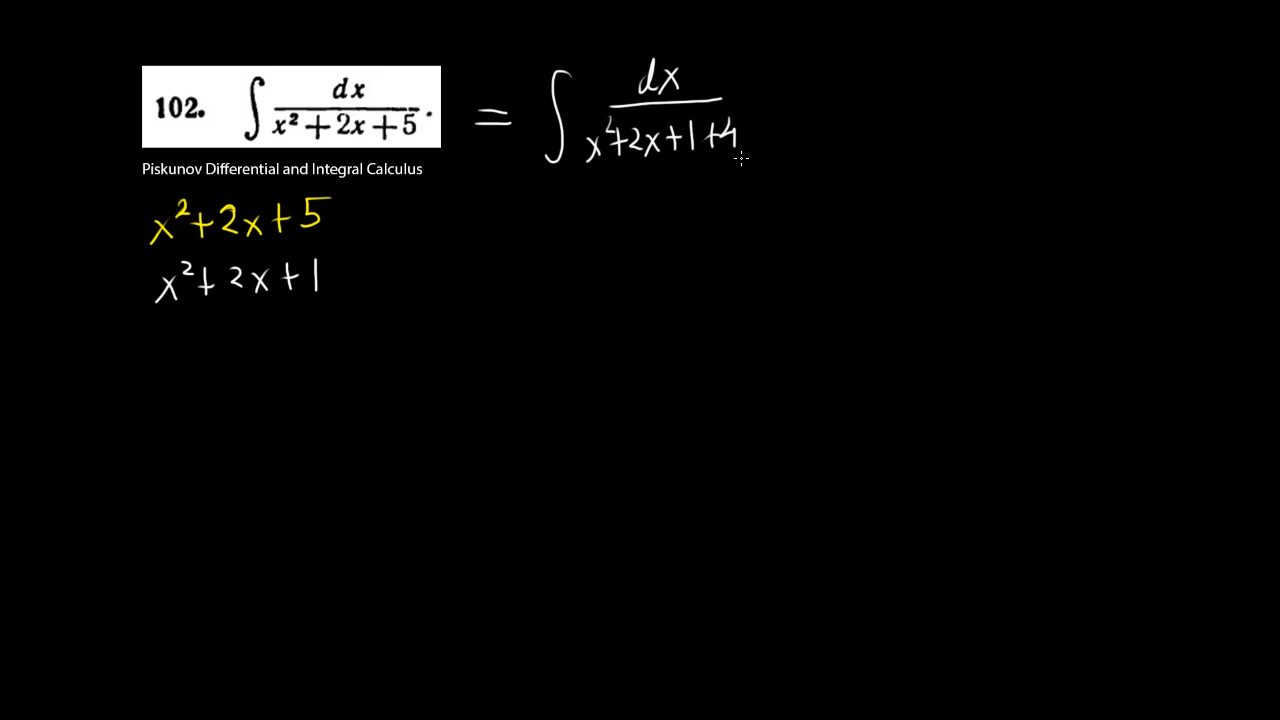 102. ∫ dx / (x² + 2x + 5) . = ∫ dx / (x² + 2x + 1 + 4)
Piskunov Differential and Integral Calculus
x² + 2x + 5
x² + 2x + 1